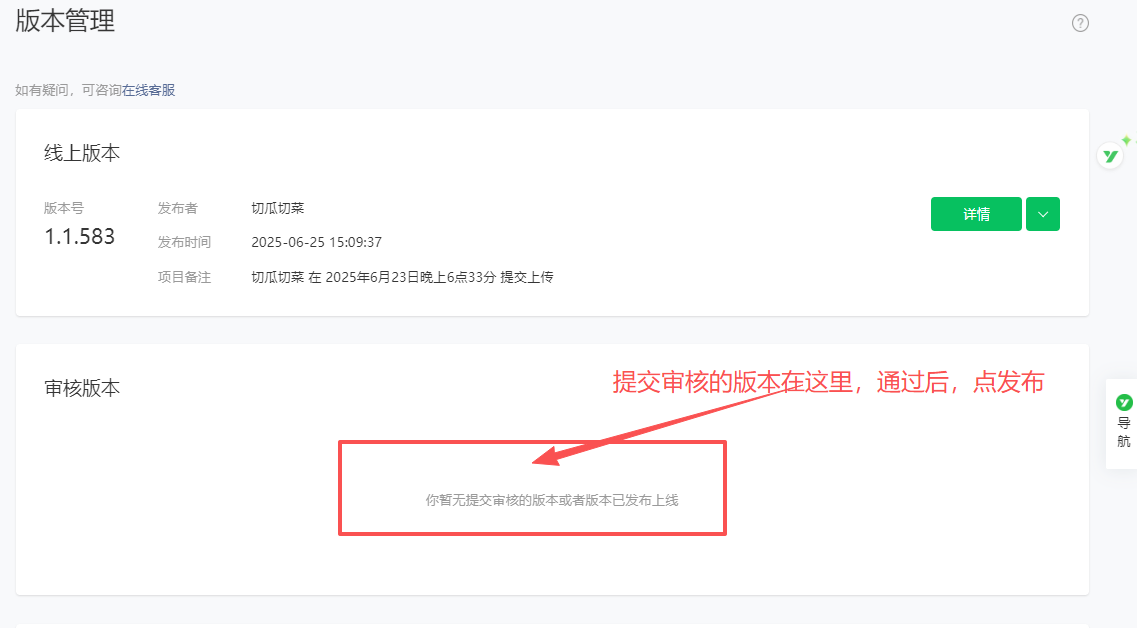 版本管理
如有疑问，可咨询在线客服
线上版本
版本号
1.1.583
发布者 切瓜切菜
发布时间 2025-06-25 15:09:37
项目备注 切瓜切菜 在 2025年6月23日晚上6点33分 提交上传
详情
审核版本
提交审核的版本在这里，通过后，点发布
你暂无提交审核的版本或者版本已发布上线
导
航